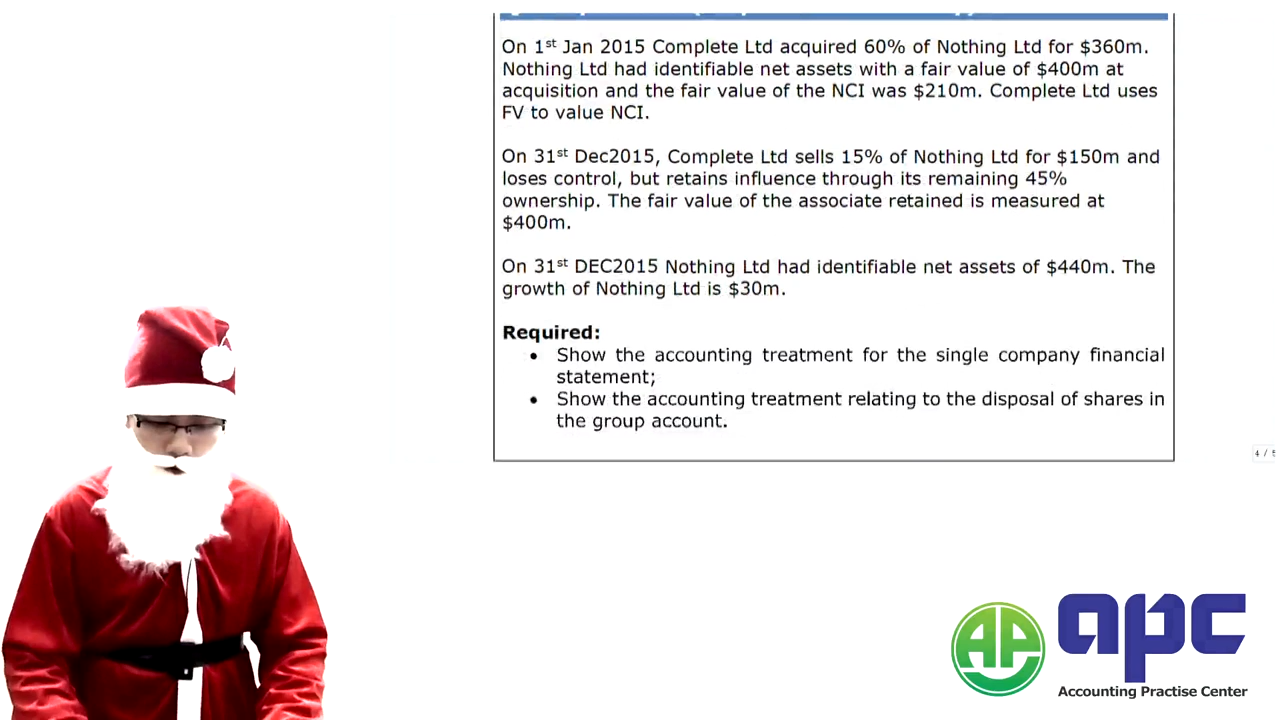 On 1st Jan 2015 Complete Ltd acquired 60% of Nothing Ltd for $360m.
Nothing Ltd had identifiable net assets with a fair value of $400m at
acquisition and the fair value of the NCI was $210m. Complete Ltd uses
FV to value NCI.
On 31st Dec2015, Complete Ltd sells 15% of Nothing Ltd for $150m and
loses control, but retains influence through its remaining 45%
ownership. The fair value of the associate retained is measured at
$400m.
On 31st DEC2015 Nothing Ltd had identifiable net assets of $440m. The
growth of Nothing Ltd is $30m.
Required:
• Show the accounting treatment for the single company financial
statement;
• Show the accounting treatment relating to the disposal of shares in
the group account.
4 / 5
AP
apc
Accounting Practise Center